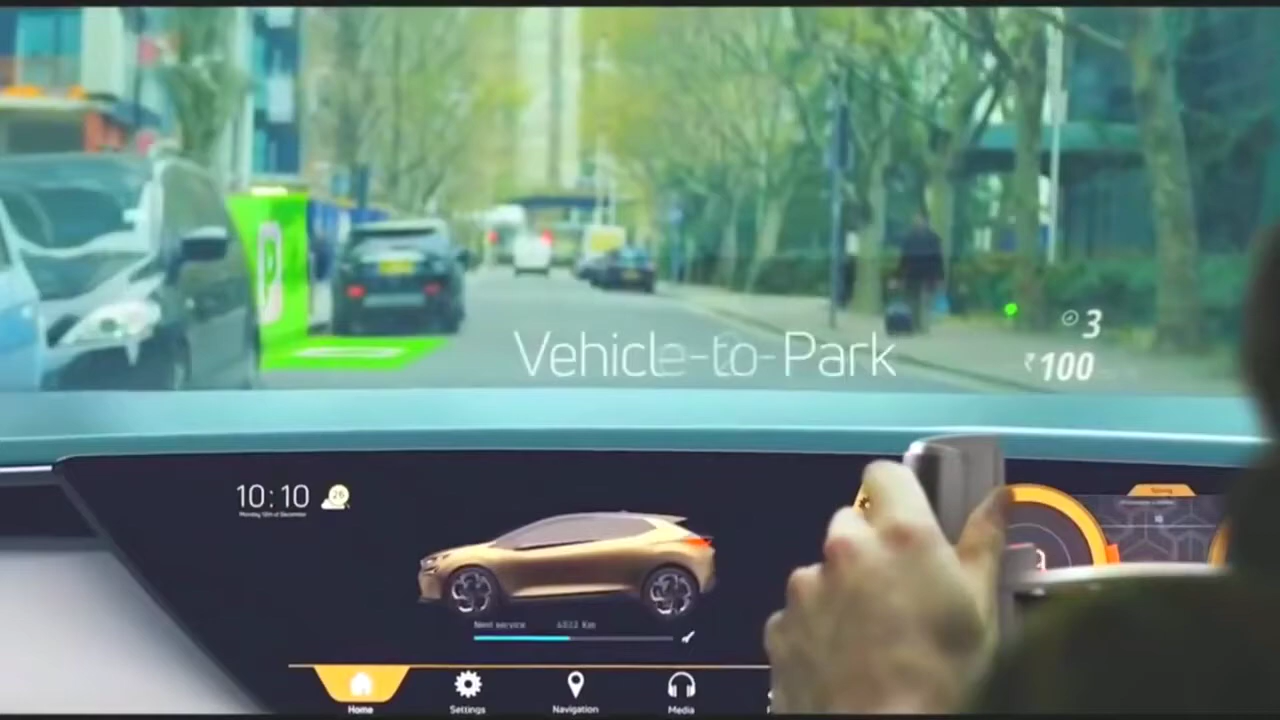 P
Vehicle-to-Park
3
₹100
10:10
26
Next service
Home
Settings
Navigation
Media